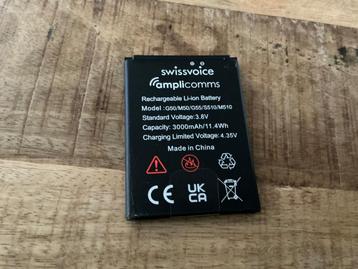 swissvoice
amplicomms
Rechargeable Li-ion Battery
Model:G50/M50/G55/S510/M510
Standard Voltage:3.8V
Capacity:3000mAh/11.4Wh
Charging Limited Voltage:4.35V
Made in China
CE UK
CA